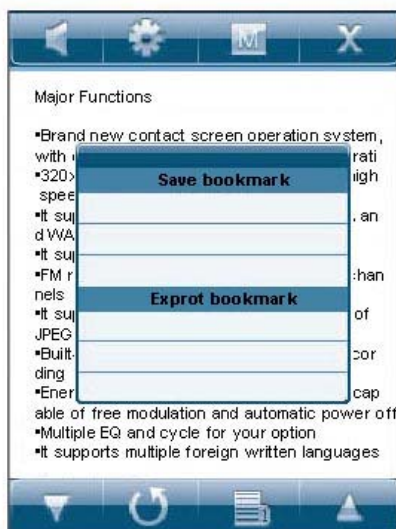 M X
Major Functions
▪Brand new contact screen operation system,
with rati
▪320x igh
spee
▪It sup , an
d WA
▪It sup
▪FM r chan
nels
▪It sup of
JPEG
▪Built- cor
ding
▪Ener cap
able of free modulation and automatic power off
▪Multiple EQ and cycle for your option
▪It supports multiple foreign written languages
Save bookmark
Exprot bookmark